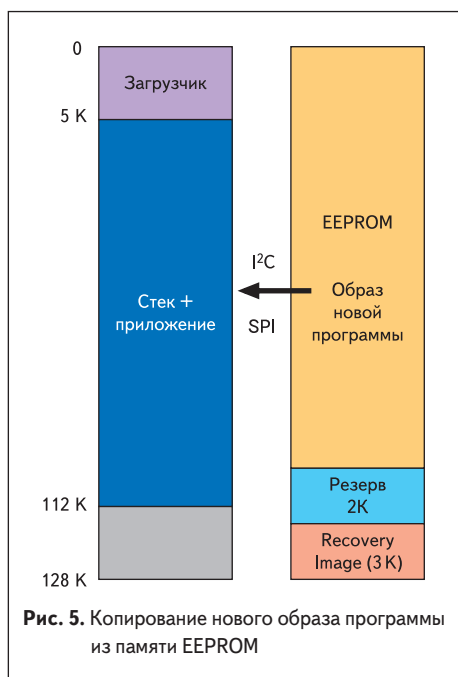 0
Загрузчик
5 K
EEPROM
I²C
Стек +
приложение
SPI
Образ
новой
программы
Резерв
2K
112 K
Recovery
Image (3 K)
128 K
Рис. 5. Копирование нового образа программы
из памяти EEPROM